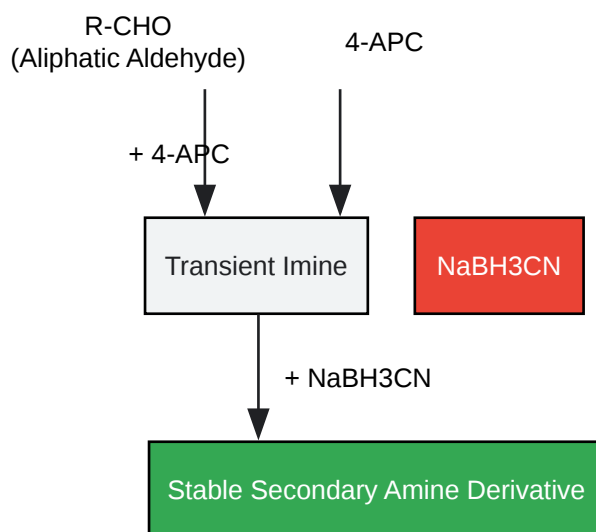 R-CHO
(Aliphatic Aldehyde)
4-APC
+ 4-APC
Transient Imine
NaBH3CN
+ NaBH3CN
Stable Secondary Amine Derivative